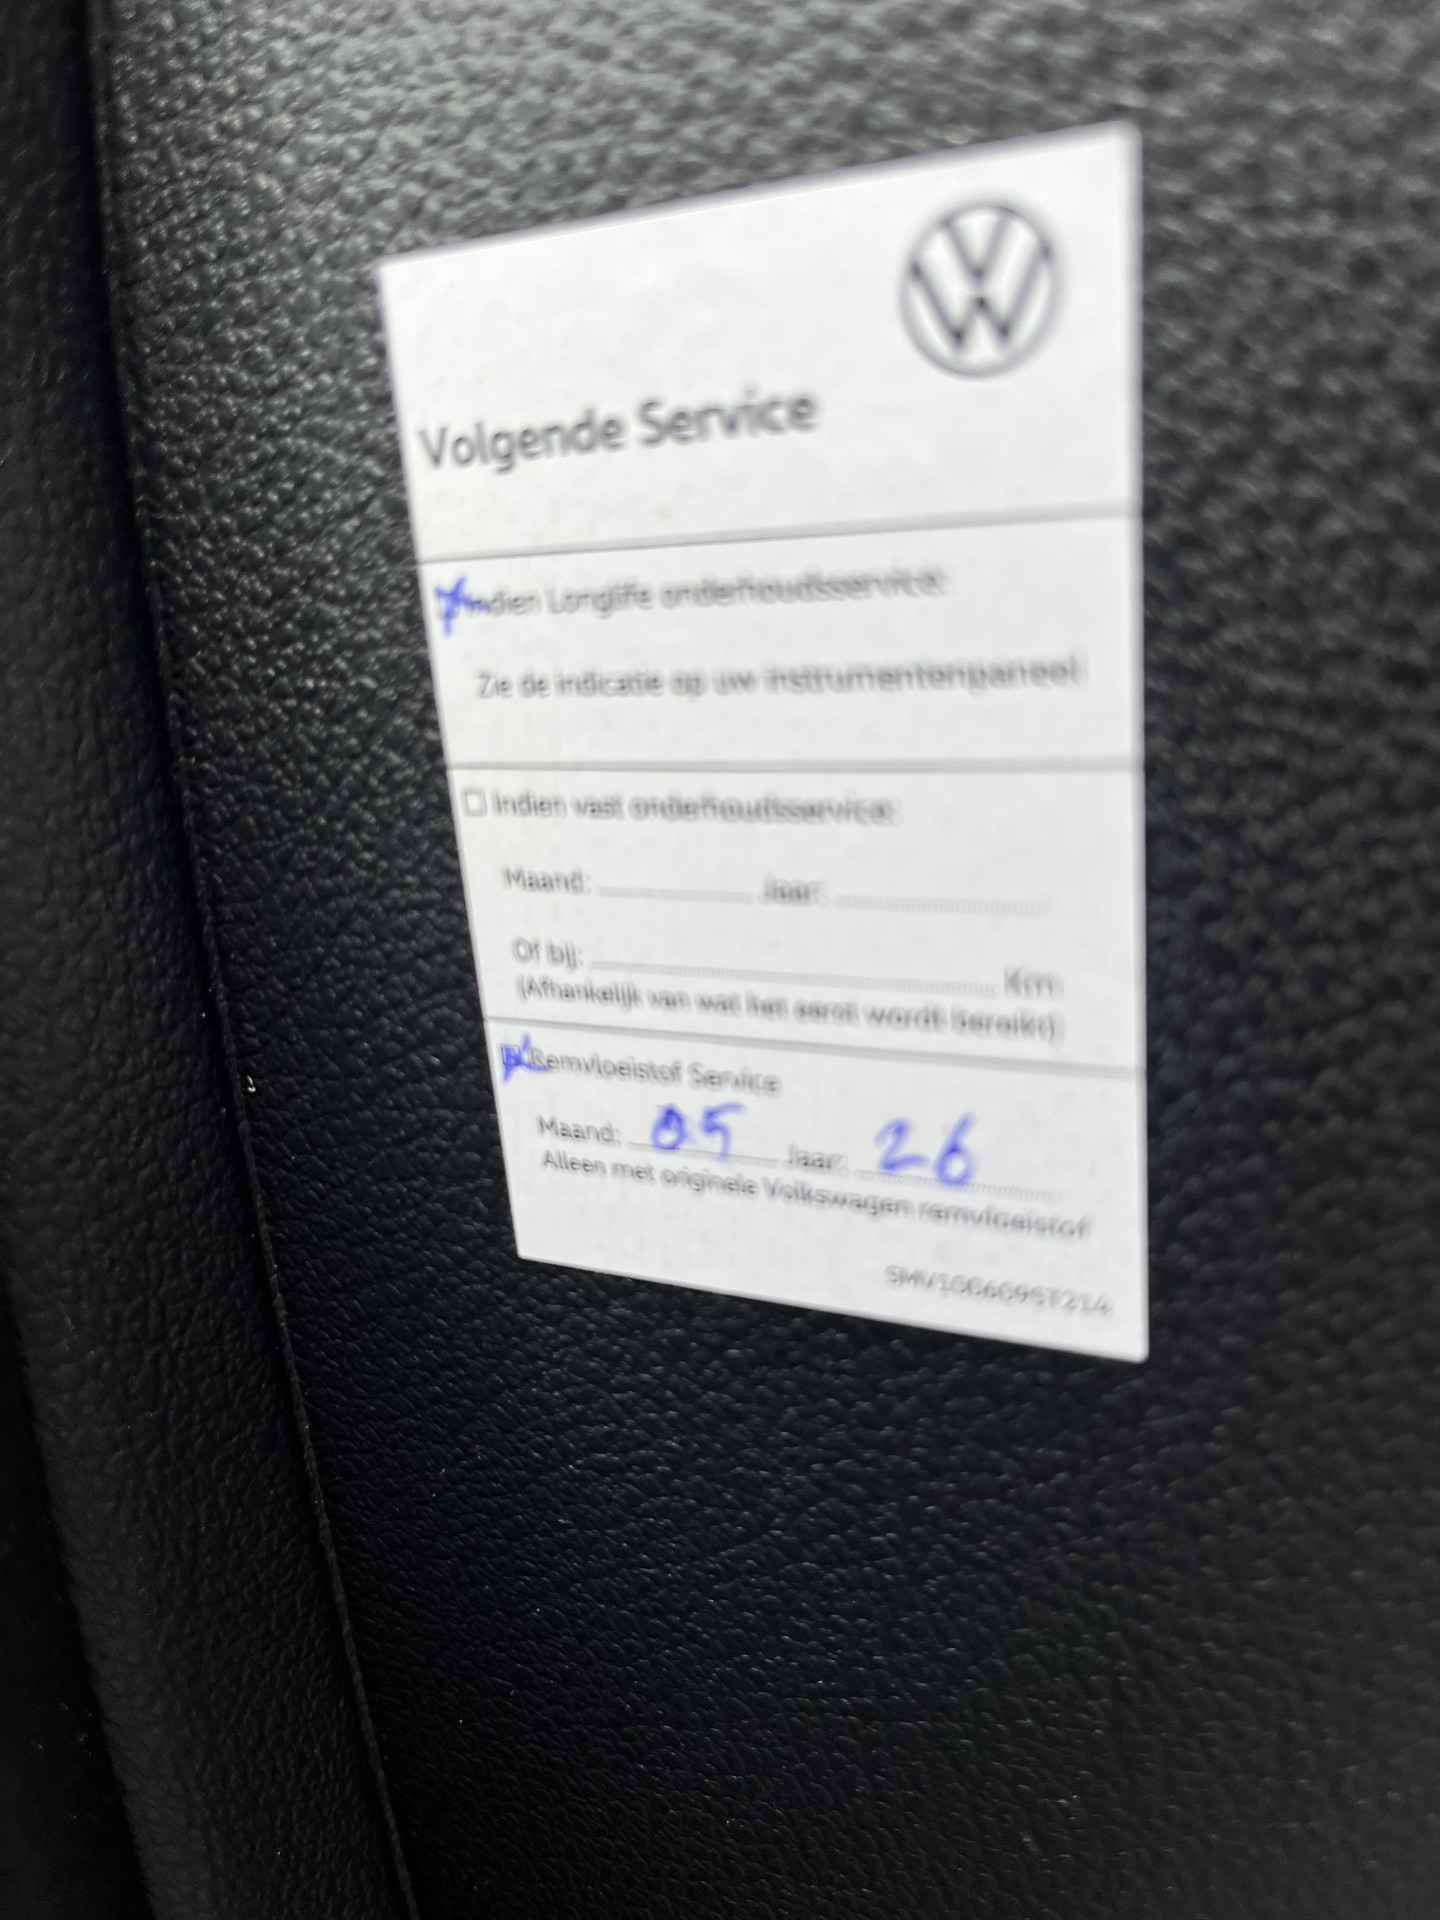 Volgende Service
Indien Longlife onderhoudsservice:
Zie de indicatie op uw instrumentenpaneel
Indien vast onderhoudsservice:
Maand: Jaar:
Of bij: Km
(Afhankelijk van wat het eerst wordt bereikt)
Remvloeistof Service
Maand: 05 Jaar: 26
Alleen met originele Volkswagen remvloeistof